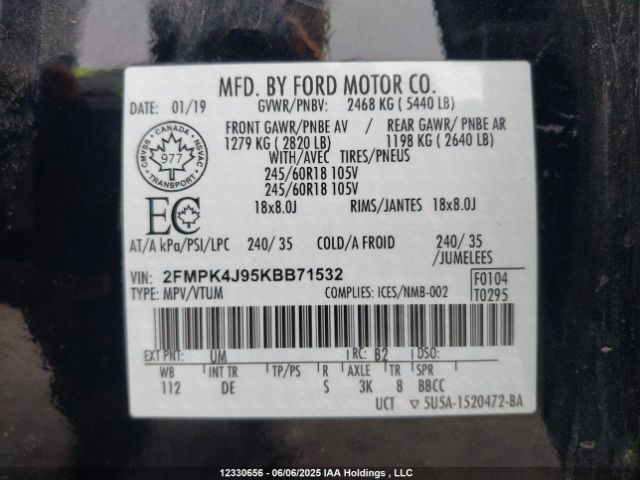 MFD. BY FORD MOTOR CO.
DATE: 01/19 GVWR/PNBV: 2468 KG ( 5440 LB)
FRONT GAWR/PNBE AV / REAR GAWR/ PNBE AR
1279 KG ( 2820 LB) 1198 KG ( 2640 LB)
WITH/AVEC TIRES/PNEUS
245/60R18 105V
245/60R18 105V
18x8.0J RIMS/JANTES 18x8.0J
CMVSS · CANADA · NSVAC
977
TRANSPORT
EC
AT/A kPa/PSI/LPC 240/ 35 COLD/A FROID 240/ 35
/JUMELEES
VIN: 2FMPK4J95KBB71532 F0104
TYPE: MPV/VTUM COMPLIES: ICES/NMB-002 T0295
EXT PNT: UM RC: B2 DSO:
WB INT TR TP/PS R AXLE TR SPR
112 DE S 3K 8 BBCC
UCT ▽ 5U5A-1520472-BA
12330656 - 06/06/2025 IAA Holdings , LLC